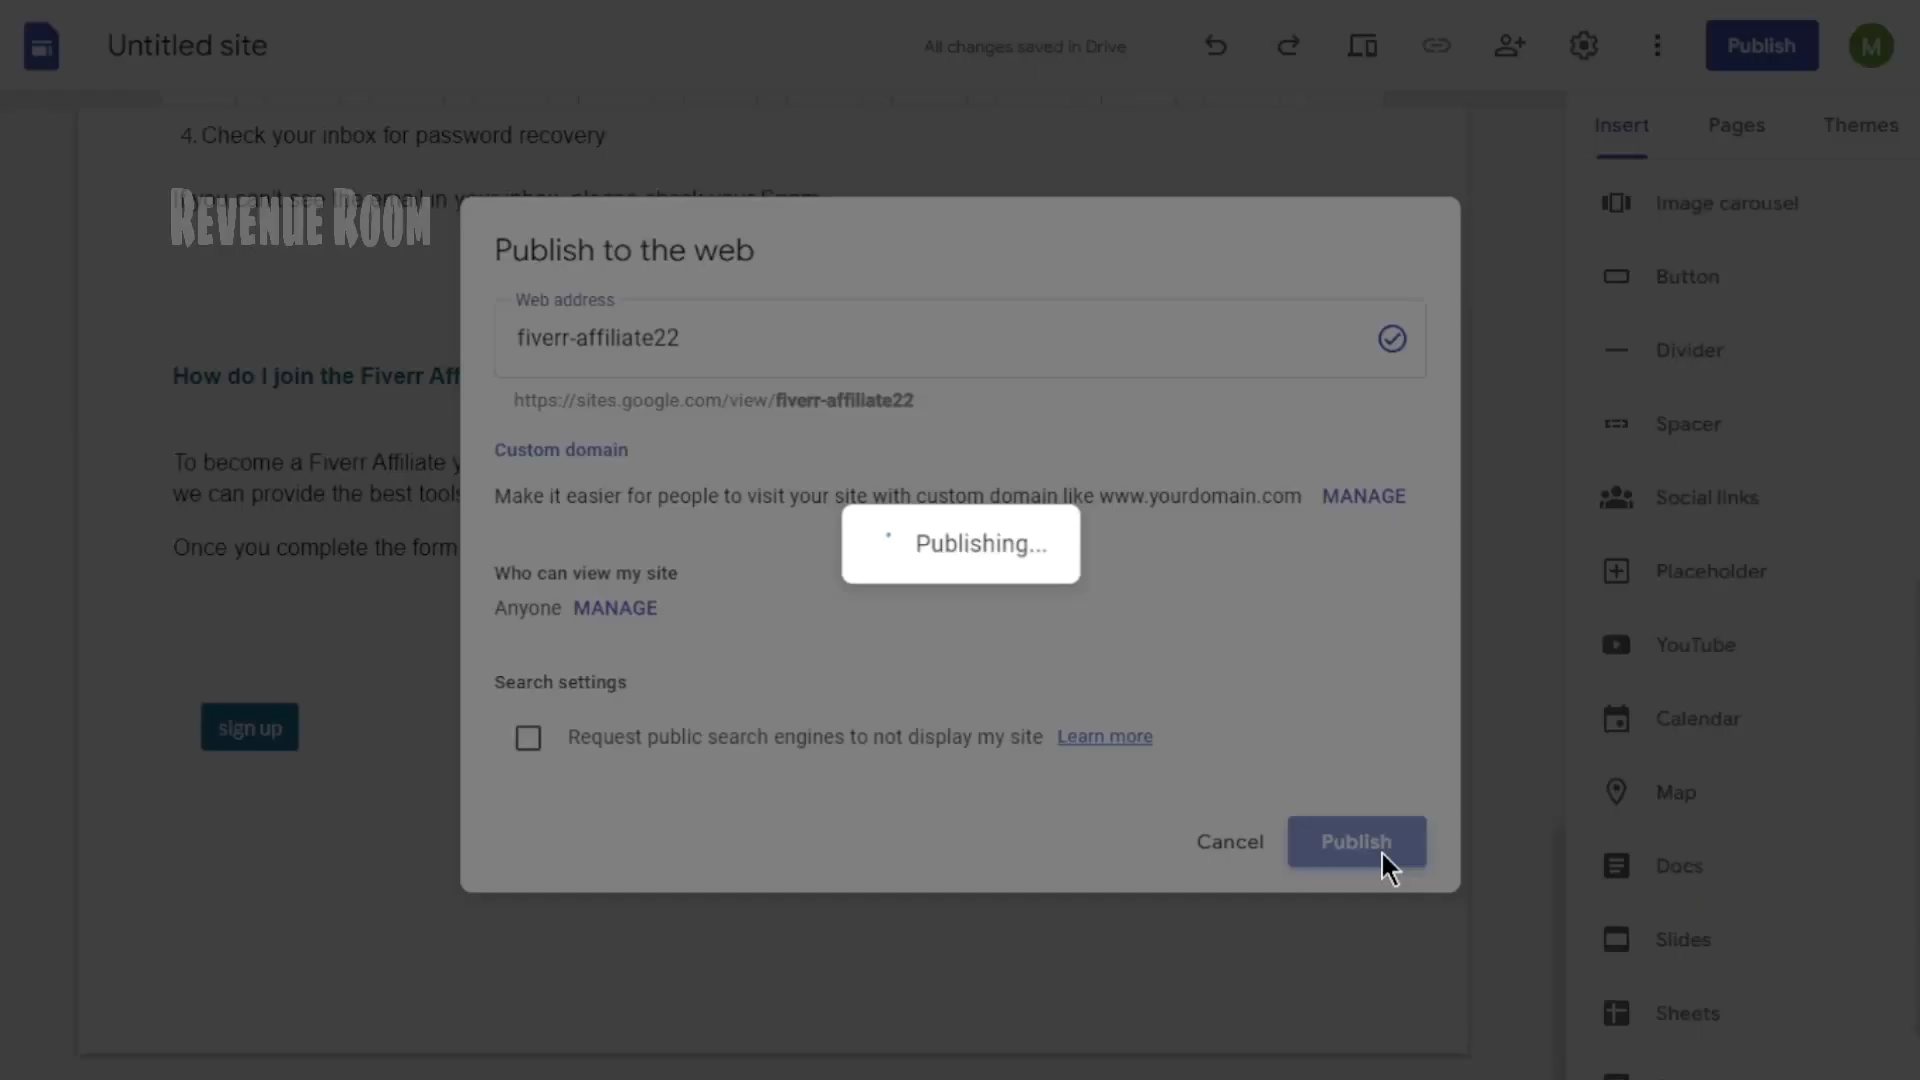 Untitled site
All changes saved in Drive
Publish
M
Insert
Pages
Themes
4. Check your inbox for password recovery
REVENUE ROOM
Publish to the web
Web address
fiverr-affiliate22
https://sites.google.com/view/fiverr-affiliate22
How do I join the Fiverr Aff
Custom domain
To become a Fiverr Affiliate y
we can provide the best tools
Make it easier for people to visit your site with custom domain like www.yourdomain.com MANAGE
Once you complete the form
Publishing...
Who can view my site
Anyone MANAGE
Search settings
sign up
Request public search engines to not display my site Learn more
Cancel
Publish
Image carousel
Button
Divider
Spacer
Social links
Placeholder
YouTube
Calendar
Map
Docs
Slides
Sheets